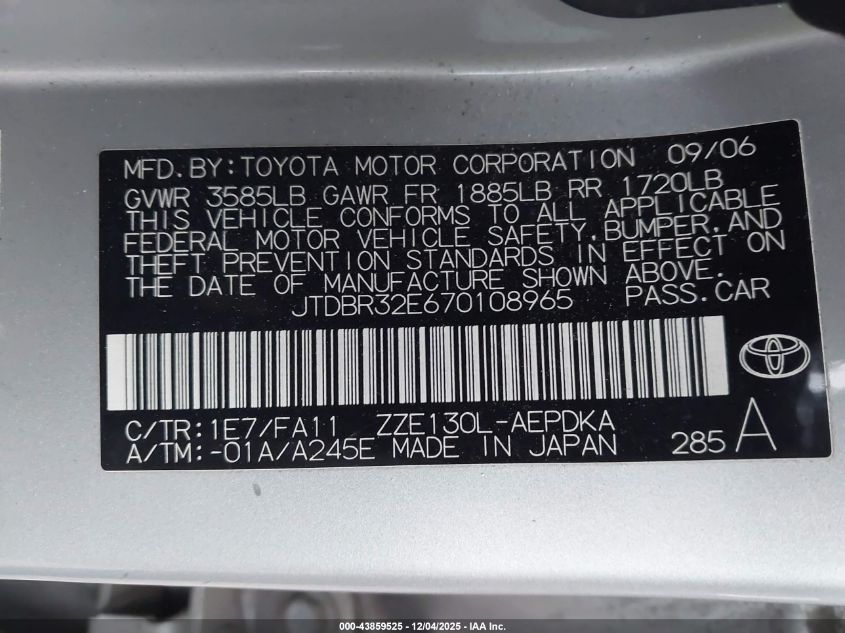 MFD.BY:TOYOTA MOTOR CORPORATION 09/06
GVWR 3585LB GAWR FR 1885LB RR 1720LB
THIS VEHICLE CONFORMS TO ALL APPLICABLE
FEDERAL MOTOR VEHICLE SAFETY,BUMPER,AND
THEFT PREVENTION STANDARDS IN EFFECT ON
THE DATE OF MANUFACTURE SHOWN ABOVE.
JTDBR32E670108965 PASS.CAR
C/TR:1E7/FA11 ZZE130L-AEPDKA
A/TM:-01A/A245E MADE IN JAPAN 285 A
000-43859525 - 12/04/2025 - IAA Inc.